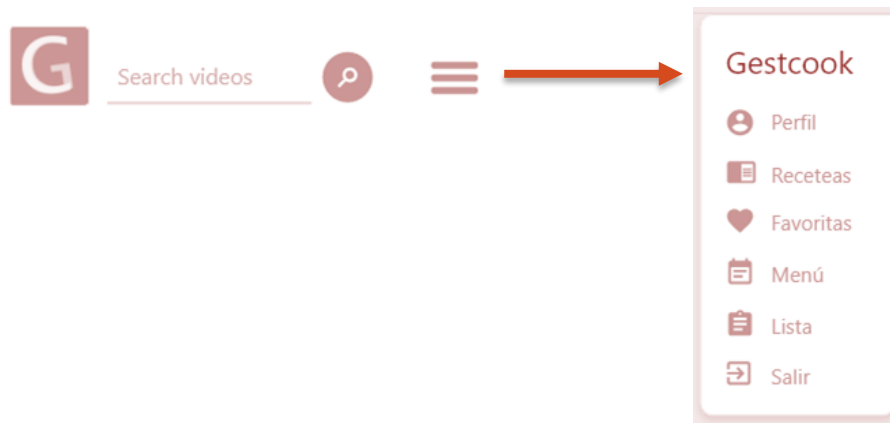 G
Search videos
Gestcook
Perfil
Receteas
Favoritas
Menú
Lista
Salir